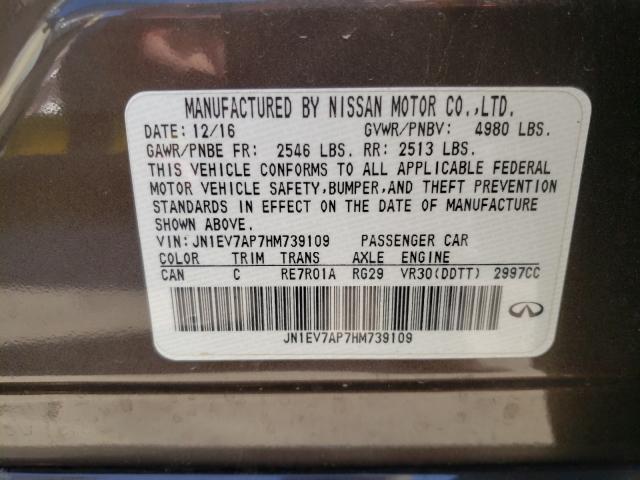 MANUFACTURED BY NISSAN MOTOR CO.,LTD.
DATE: 12/16 GVWR/PNBV: 4980 LBS.
GAWR/PNBE FR: 2546 LBS. RR: 2513 LBS.
THIS VEHICLE CONFORMS TO ALL APPLICABLE FEDERAL
MOTOR VEHICLE SAFETY,BUMPER,AND THEFT PREVENTION
STANDARDS IN EFFECT ON THE DATE OF MANUFACTURE
SHOWN ABOVE.
VIN: JN1EV7AP7HM739109 PASSENGER CAR
COLOR TRIM TRANS AXLE ENGINE
CAN C RE7R01A RG29 VR30(DDTT) 2997CC
JN1EV7AP7HM739109